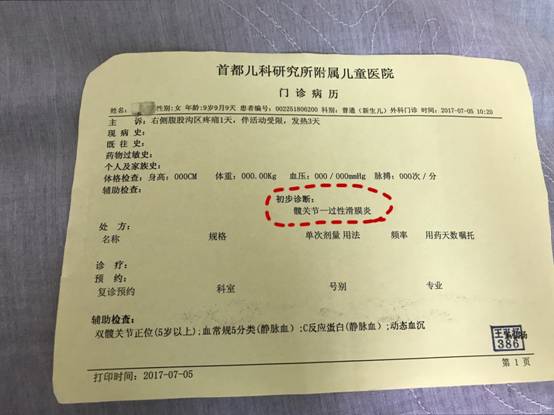 首都儿科研究所附属儿童医院
门诊病历
姓名: 性别:女 年龄:9岁9月9天 患者编号:002251806200 科别:普通(新生儿)外科门诊 时间:2017-07-05 10:20
主 诉:右侧腹股沟区疼痛1天,伴活动受限,发热3天
现 病 史:
既 往 史:
药物过敏史:
个人及家族史:
体格检查:身高:000CM 体重:000.00Kg 血压:000/000mmHg 脉搏:000次/分
辅助检查:
初步诊断:
髋关节一过性滑膜炎
处 方:
名称 规格 单次剂量 用法 频率 用药天数 嘱托
诊 疗:
预 约:
复诊预约 科室 号别 专业
辅助检查:
双髋关节正位(5岁以上);血常规5分类(静脉血);C反应蛋白(静脉血);动态血沉
386
第 1 页
打印时间:2017-07-05